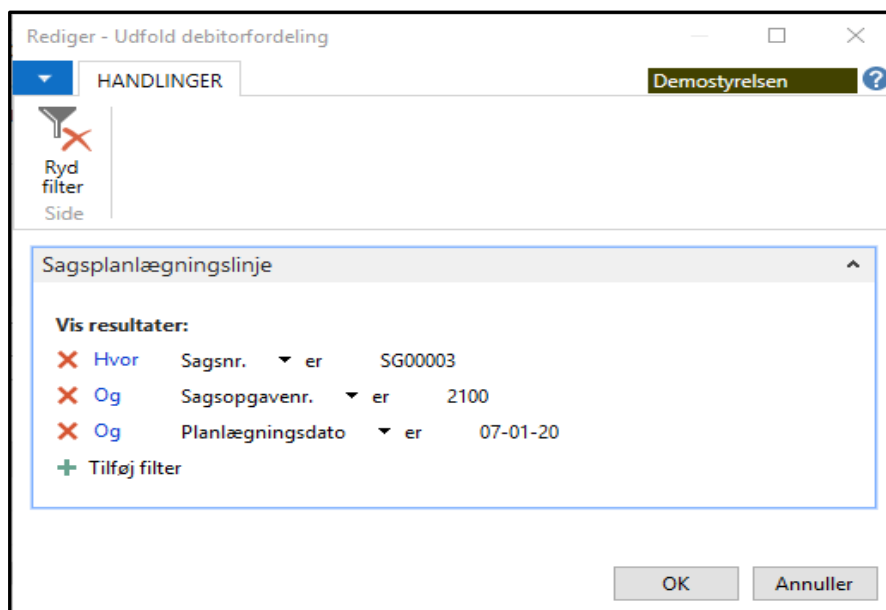 Rediger - Udfold debitorfordeling
HANDLINGER
Demostyrelsen
?
Ryd
filter
Side
Sagsplanlægningslinje
Vis resultater:
Hvor Sagsnr. er SG00003
Og Sagsopgavenr. er 2100
Og Planlægningsdato er 07-01-20
Tilføj filter
OK Annuller